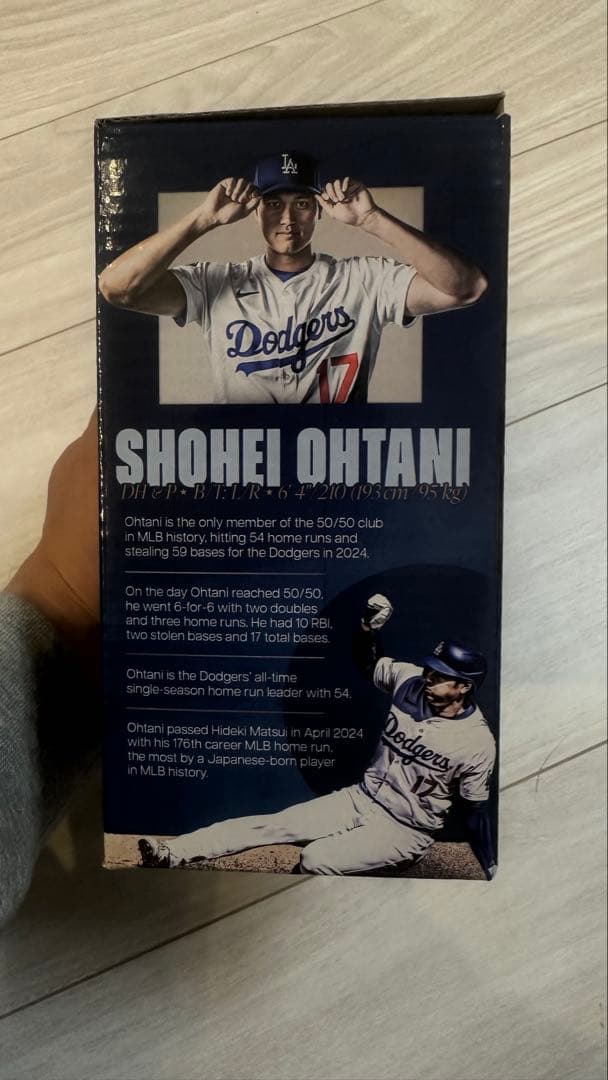 LA
Dodgers
17
SHOHEI OHTANI
DH & P • B/T: L/R • 6' 4"/210 (193 cm/95 kg)
Ohtani is the only member of the 50/50 club
in MLB history, hitting 54 home runs and
stealing 59 bases for the Dodgers in 2024.
On the day Ohtani reached 50/50,
he went 6-for-6 with two doubles
and three home runs. He had 10 RBI,
two stolen bases and 17 total bases.
Ohtani is the Dodgers' all-time
single-season home run leader with 54.
Ohtani passed Hideki Matsui in April 2024
with his 176th career MLB home run,
the most by a Japanese-born player
in MLB history.
Dodgers
17